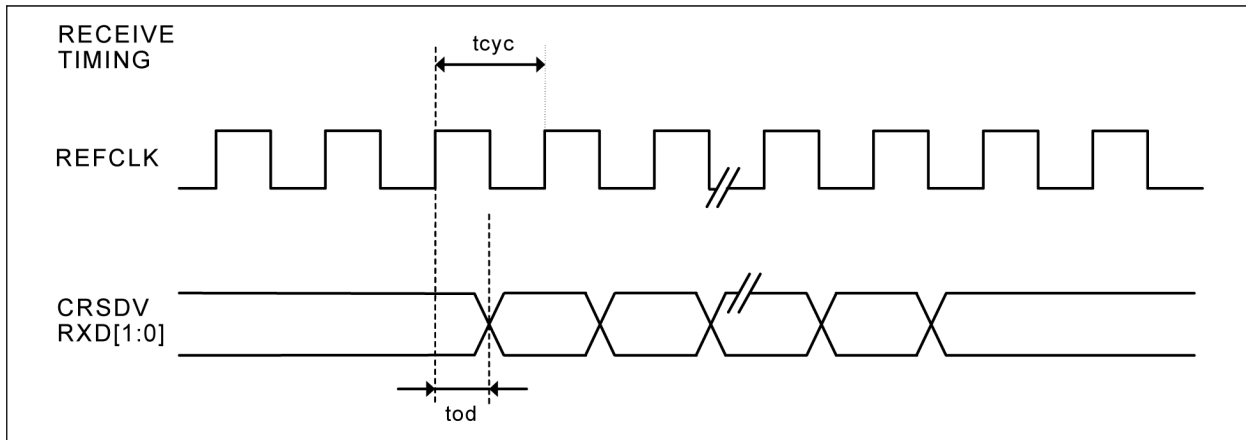 RECEIVE
TIMING
tcyc
REFCLK
CRSDV
RXD[1:0]
tod